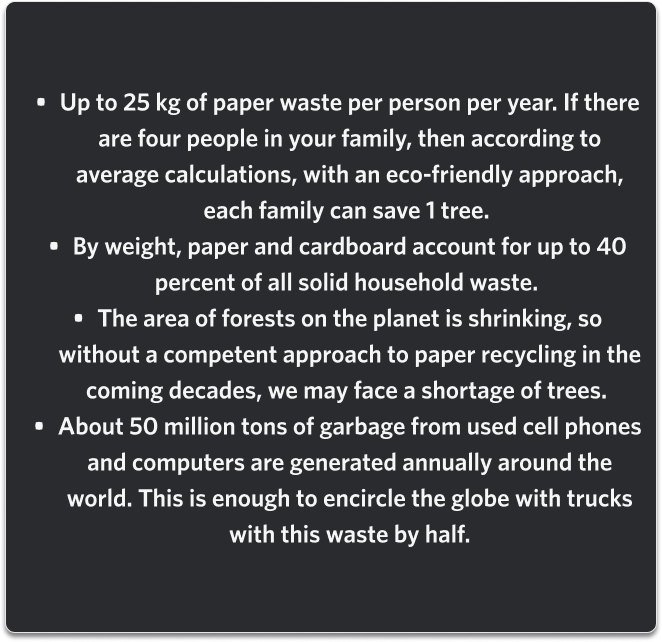 • Up to 25 kg of paper waste per person per year. If there
are four people in your family, then according to
average calculations, with an eco-friendly approach,
each family can save 1 tree.
• By weight, paper and cardboard account for up to 40
percent of all solid household waste.
• The area of forests on the planet is shrinking, so
without a competent approach to paper recycling in the
coming decades, we may face a shortage of trees.
• About 50 million tons of garbage from used cell phones
and computers are generated annually around the
world. This is enough to encircle the globe with trucks
with this waste by half.